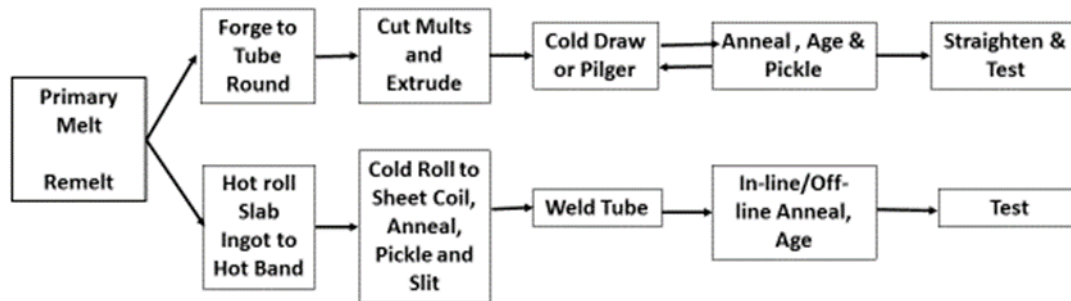 Primary
Melt
Remelt
Forge to
Tube
Round
Cut Mults
and
Extrude
Cold Draw
or Pilger
Anneal , Age &
Pickle
Straighten &
Test
Hot roll
Slab
Ingot to
Hot Band
Cold Roll to
Sheet Coil,
Anneal,
Pickle and
Slit
Weld Tube
In-line/Off-
line Anneal,
Age
Test